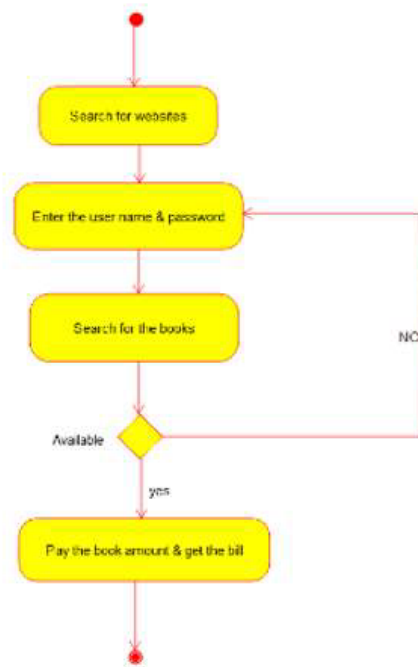 Search for websites
Enter the user name & password
Search for the books
NO
Available
yes
Pay the book amount & get the bill